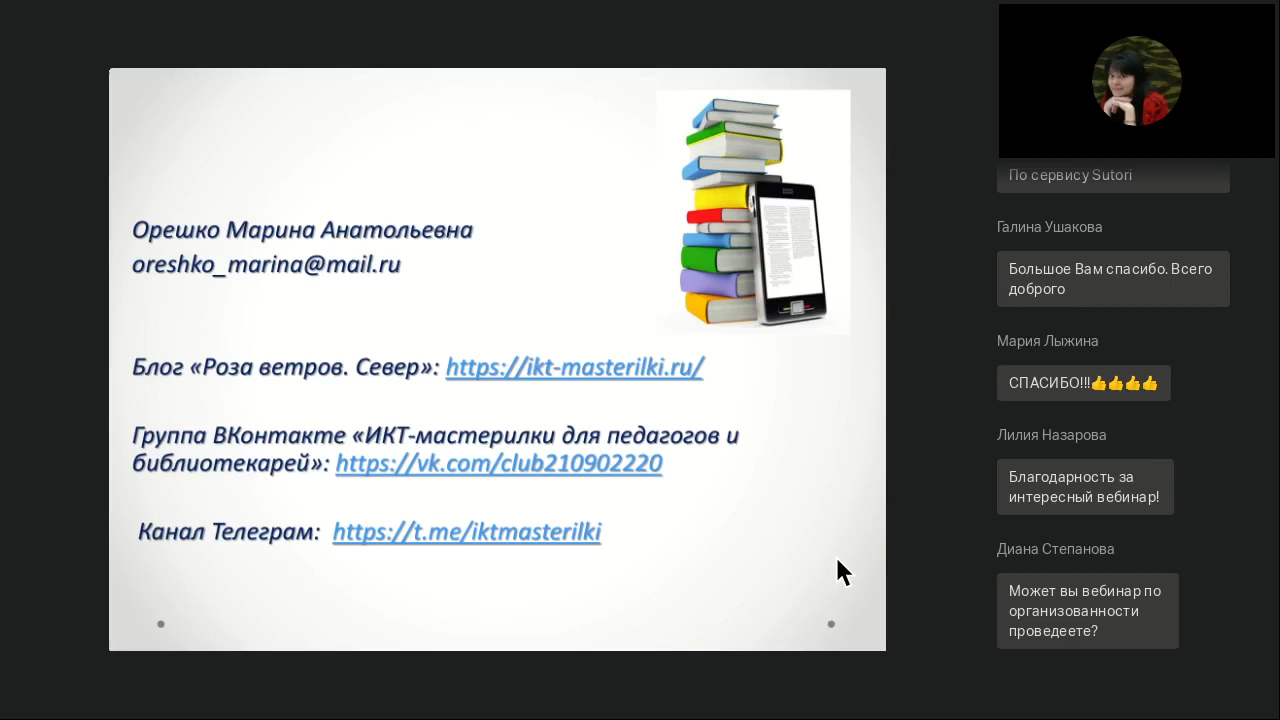 Орешко Марина Анатольевна
oreshko_marina@mail.ru
Блог «Роза ветров. Север»: https://ikt-masterilki.ru/
Группа ВКонтакте «ИКТ-мастерилки для педагогов и
библиотекарей»: https://vk.com/club210902220
Канал Телеграм: https://t.me/iktmasterilki
По сервису Sutori
Галина Ушакова
Большое Вам спасибо. Всего
доброго
Мария Лыжина
СПАСИБО!!!👍👍👍👍
Лилия Назарова
Благодарность за
интересный вебинар!
Диана Степанова
Может вы вебинар по
организованности
проведеете?